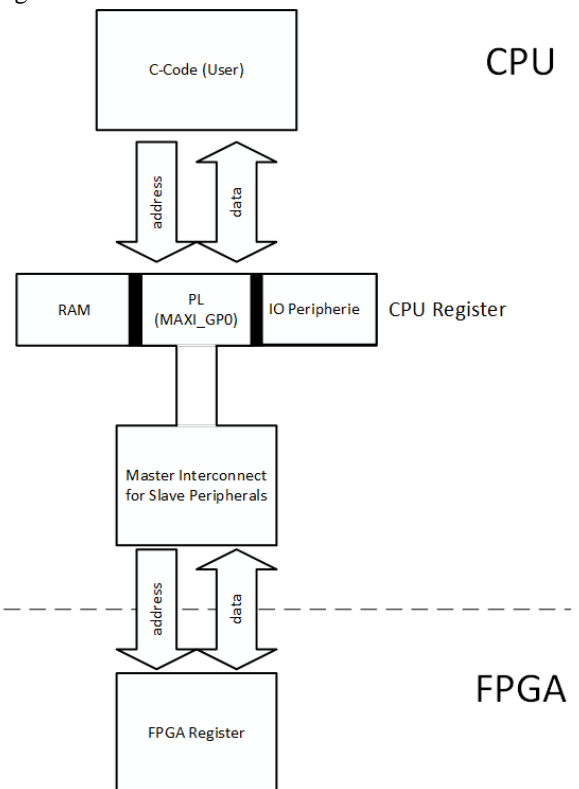 C-Code (User)
CPU
address
data
RAM
PL
(MAXI_GP0)
IO Peripherie
CPU Register
Master Interconnect
for Slave Peripherals
address
data
FPGA
FPGA Register